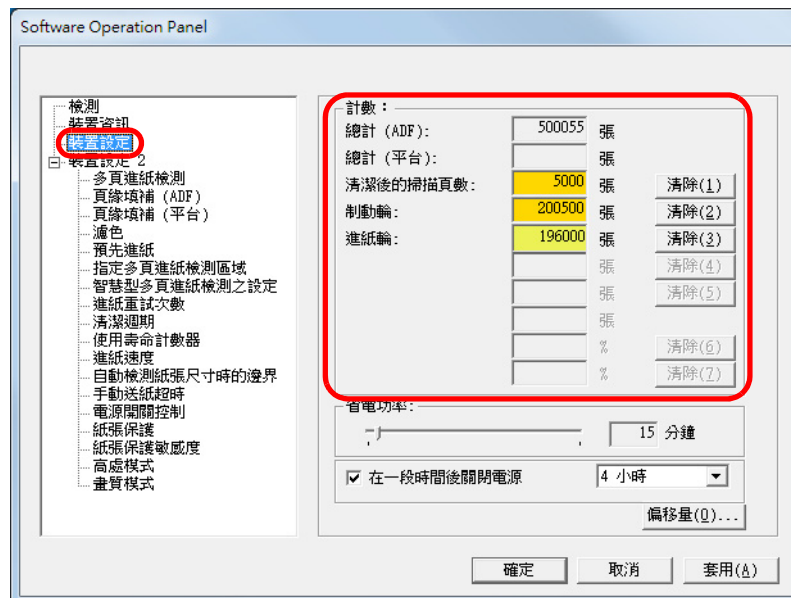 Software Operation Panel
檢測
裝置資訊
裝置設定
裝置設定 2
多頁進紙檢測
頁緣填補 (ADF)
頁緣填補 (平台)
濾色
預先進紙
指定多頁進紙檢測區域
智慧型多頁進紙檢測之設定
進紙重試次數
清潔週期
使用壽命計數器
進紙速度
自動檢測紙張尺寸時的邊界
手動送紙超時
電源開關控制
紙張保護
紙張保護敏感度
高處模式
畫質模式
計數：
總計 (ADF): 500055 張
總計 (平台): 張
清潔後的掃描頁數: 5000 張 清除(1)
制動輪: 200500 張 清除(2)
進紙輪: 196000 張 清除(3)
張 清除(4)
張 清除(5)
張
% 清除(6)
% 清除(7)
省電功率:
15 分鐘
在一段時間後關閉電源 4 小時
偏移量(O)...
確定 取消 套用(A)